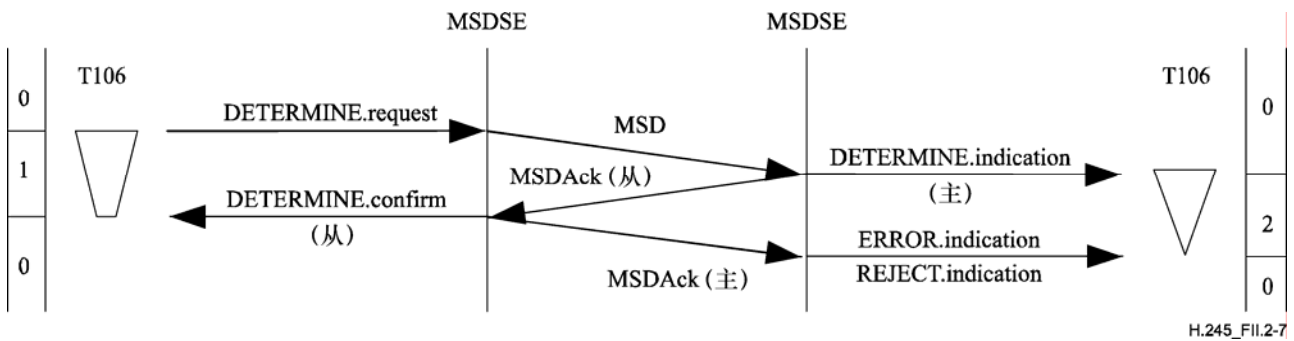 MSDSE
MSDSE
T106
T106
0
0
DETERMINE.request
MSD
1
MSDAck (从)
DETERMINE.indication
(主)
DETERMINE.confirm
(从)
2
ERROR.indication
0
MSDAck (主)
REJECT.indication
0
H.245_FII.2-7